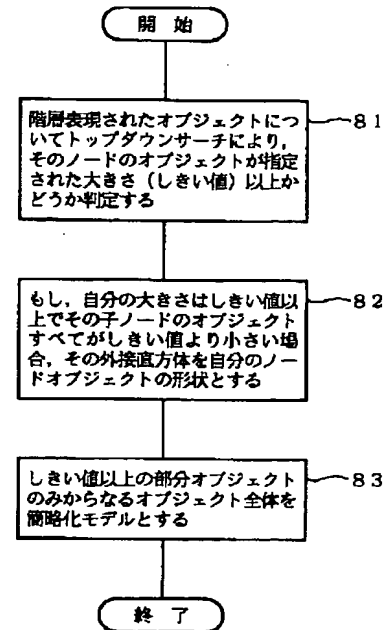 開 始
階層表現されたオブジェクトにつ
いてトップダウンサーチにより,
そのノードのオブジェクトが指定
された大きさ(しきい値)以上か
どうか判定する
81
もし,自分の大きさはしきい値以
上でその子ノードのオブジェクト
すべてがしきい値より小さい場
合,その外接直方体を自分のノー
ドオブジェクトの形状とする
82
しきい値以上の部分オブジェクト
のみからなるオブジェクト全体を
簡略化モデルとする
83
終 了